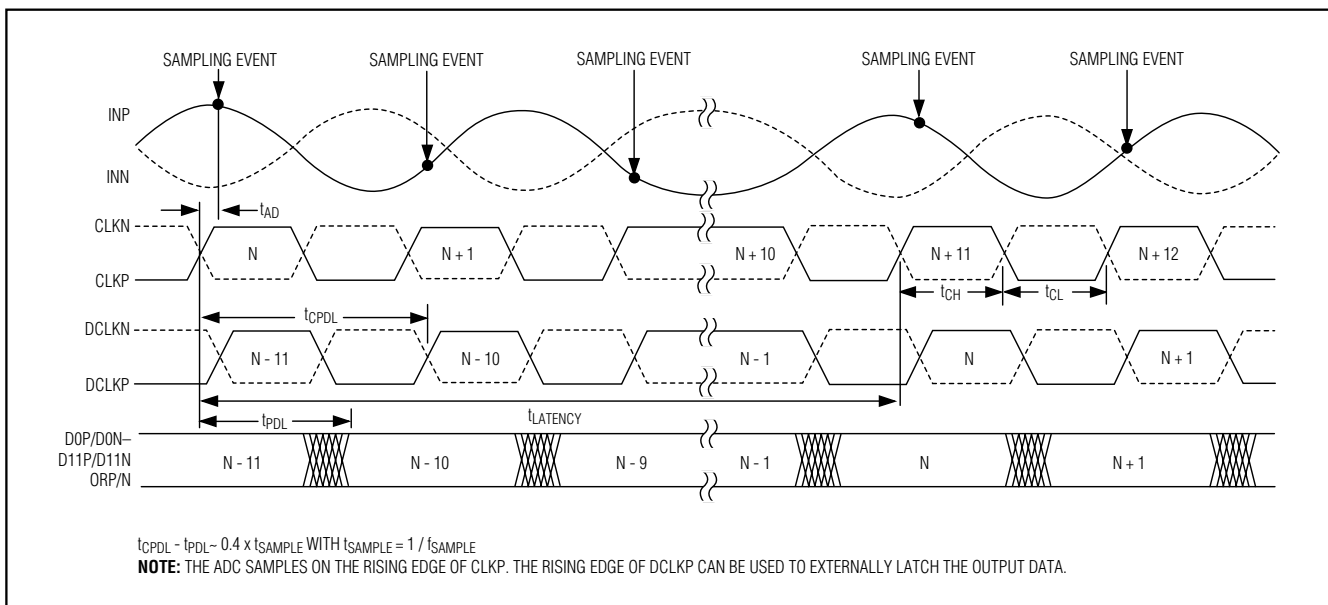 SAMPLING EVENT SAMPLING EVENT SAMPLING EVENT SAMPLING EVENT SAMPLING EVENT
INP
INN
tAD
CLKN
N N + 1 N + 10 N + 11 N + 12
CLKP
tCH tCL
tCPDL
DCLKN
N - 11 N - 10 N - 1 N N + 1
DCLKP
tLATENCY
tPDL
D0P/D0N–
D11P/D11N
ORP/N
N - 11 N - 10 N - 9 N - 1 N N + 1
tCPDL - tPDL~ 0.4 x tSAMPLE WITH tSAMPLE = 1 / fSAMPLE
NOTE: THE ADC SAMPLES ON THE RISING EDGE OF CLKP. THE RISING EDGE OF DCLKP CAN BE USED TO EXTERNALLY LATCH THE OUTPUT DATA.